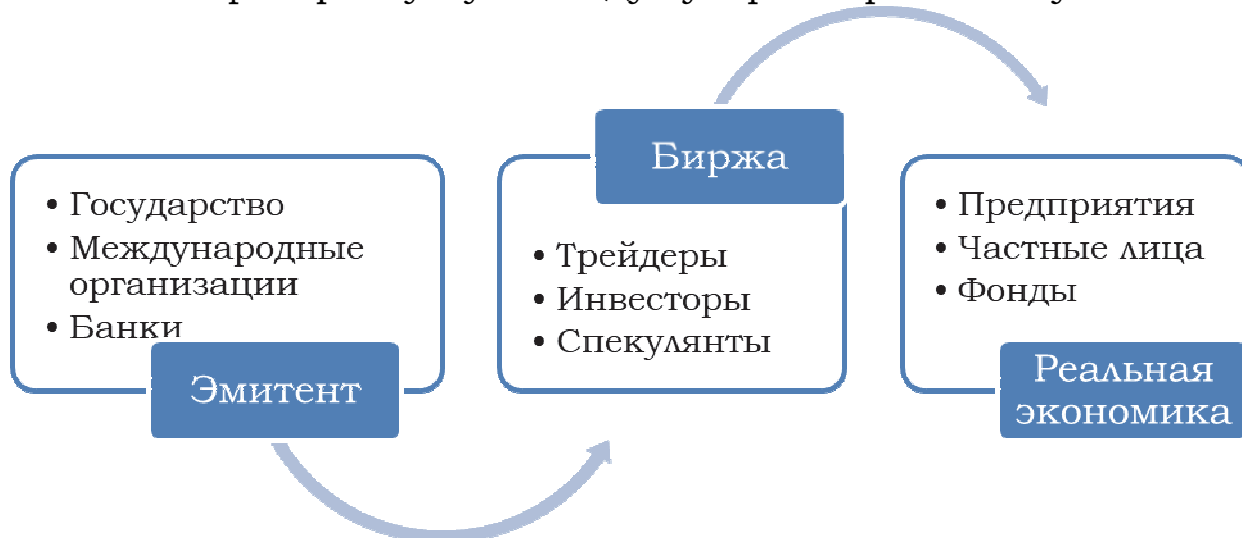 • Государство
• Международные
организации
• Банки
Эмитент
Биржа
• Трейдеры
• Инвесторы
• Спекулянты
• Предприятия
• Частные лица
• Фонды
Реальная
экономика